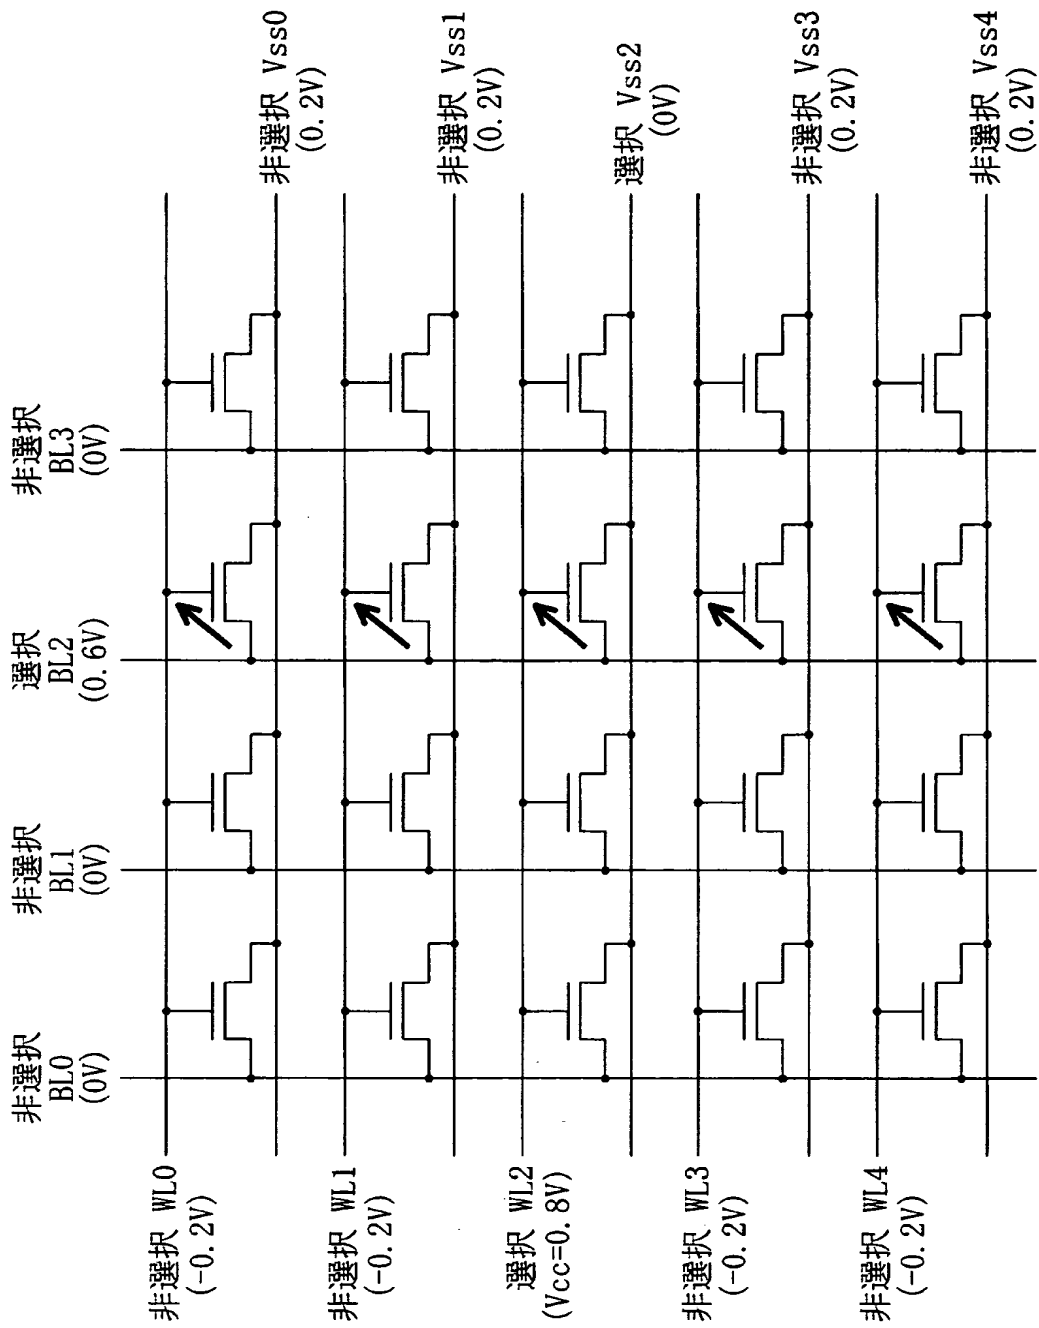 非選択 BL0 (0V)
非選択 BL1 (0V)
選択 BL2 (0.6V)
非選択 BL3 (0V)
非選択 WL0
(-0.2V)
非選択 Vss0
(0.2V)
非選択 WL1
(-0.2V)
非選択 Vss1
(0.2V)
選択 WL2
(Vcc=0.8V)
選択 Vss2
(0V)
非選択 WL3
(-0.2V)
非選択 Vss3
(0.2V)
非選択 WL4
(-0.2V)
非選択 Vss4
(0.2V)